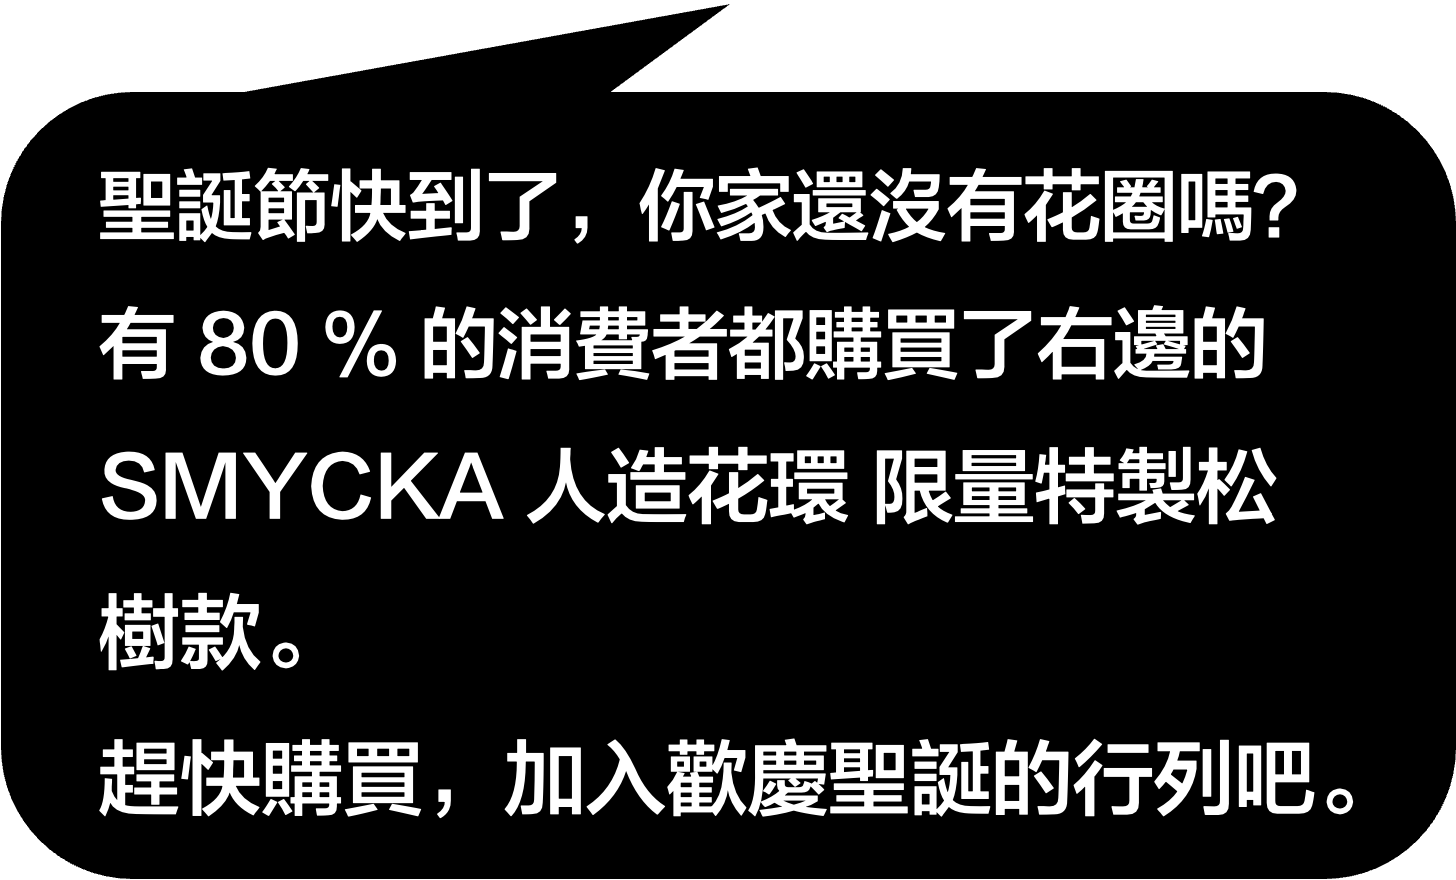 聖誕節快到了，你家還沒有花圈嗎?
有 80 % 的消費者都購買了右邊的
SMYCKA 人造花環 限量特製松
樹款。
趕快購買，加入歡慶聖誕的行列吧。